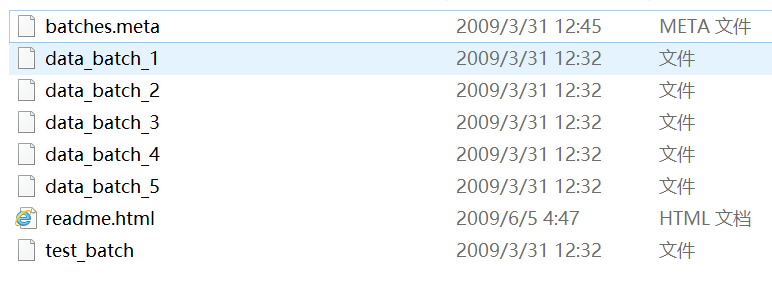 batches.meta 2009/3/31 12:45 META 文件
data_batch_1 2009/3/31 12:32 文件
data_batch_2 2009/3/31 12:32 文件
data_batch_3 2009/3/31 12:32 文件
data_batch_4 2009/3/31 12:32 文件
data_batch_5 2009/3/31 12:32 文件
readme.html 2009/6/5 4:47 HTML 文档
test_batch 2009/3/31 12:32 文件